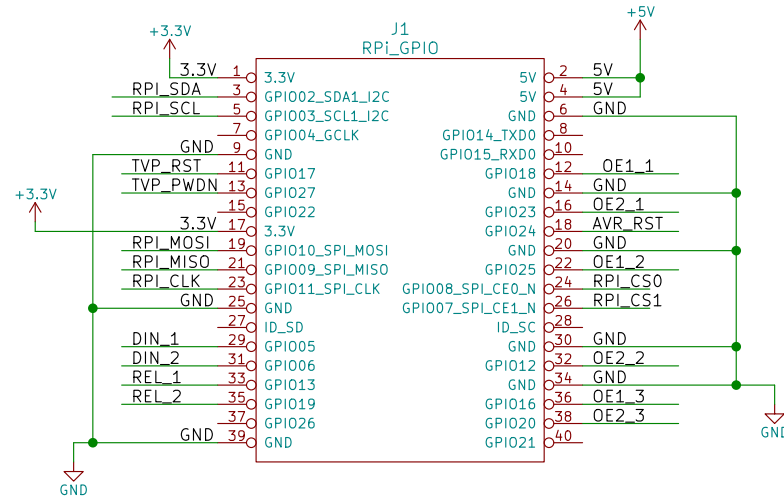 +5V
J1
+3.3V RPi_GPIO
3.3V 1 3.3V 5V 2 5V
RPI_SDA 3 GPIO02_SDA1_I2C 5V 4 5V
RPI_SCL 5 GPIO03_SCL1_I2C GND 6 GND
7 GPIO04_GCLK GPIO14_TXD0 8
GND 9 GND GPIO15_RXD0 10
TVP_RST 11 GPIO17 GPIO18 12 OE1_1
TVP_PWDN 13 GPIO27 GND 14 GND
+3.3V 15 GPIO22 GPIO23 16 OE2_1
3.3V 17 3.3V GPIO24 18 AVR_RST
RPI_MOSI 19 GPIO10_SPI_MOSI GND 20 GND
RPI_MISO 21 GPIO09_SPI_MISO GPIO25 22 OE1_2
RPI_CLK 23 GPIO11_SPI_CLK GPIO08_SPI_CE0_N 24 RPI_CS0
GND 25 GND GPIO07_SPI_CE1_N 26 RPI_CS1
27 ID_SD ID_SC 28
DIN_1 29 GPIO05 GND 30 GND
DIN_2 31 GPIO06 GPIO12 32 OE2_2
REL_1 33 GPIO13 GND 34 GND
REL_2 35 GPIO19 GPIO16 36 OE1_3
37 GPIO26 GPIO20 38 OE2_3
GND 39 GND GPIO21 40
GND
GND